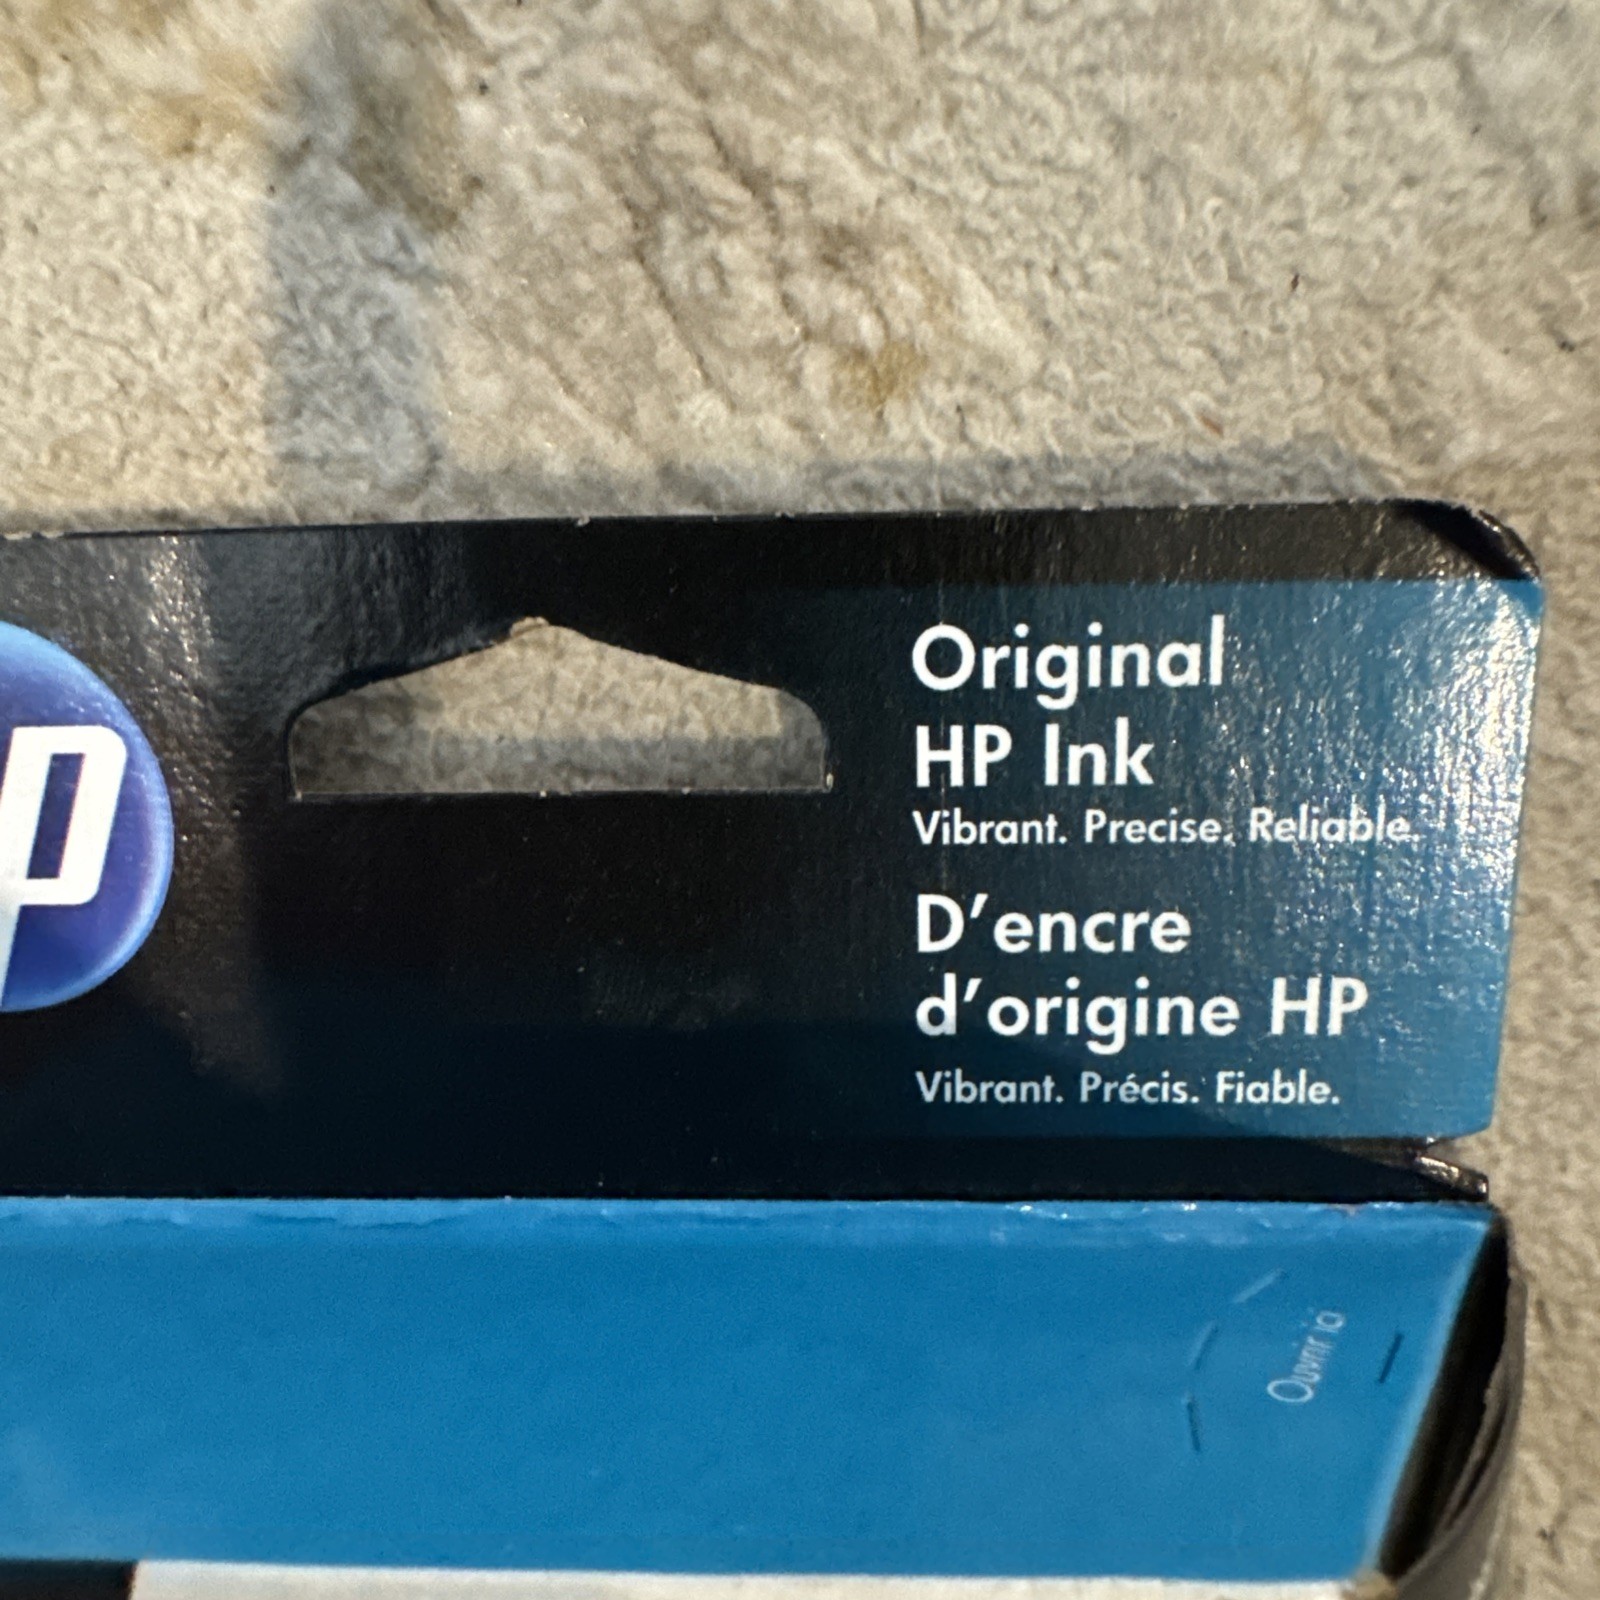 p
Original
HP Ink
Vibrant. Precise. Reliable.
D’encre
d’origine HP
Vibrant. Précis. Fiable.
Ouvrir ici